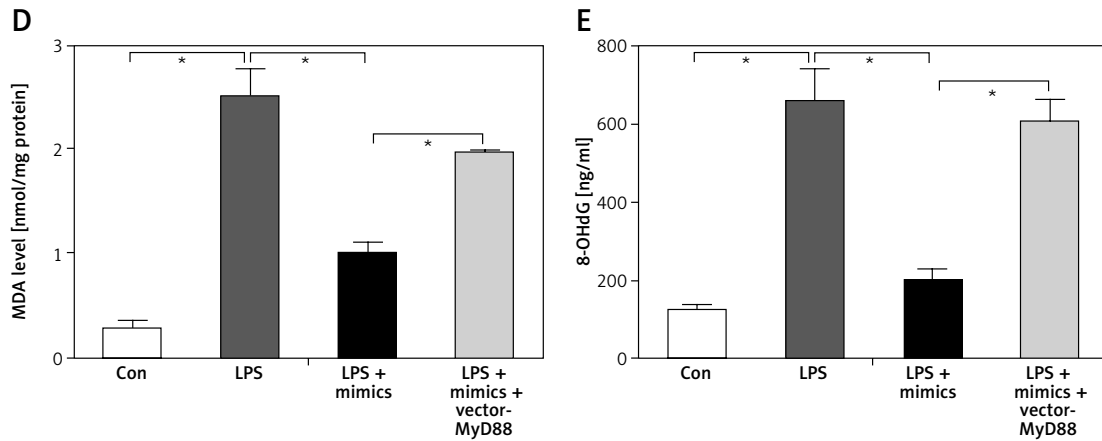 D
MDA level [nmol/mg protein]
3
2
1
0
*
*
*
Con
LPS
LPS +
mimics
LPS +
mimics +
vector-
MyD88
E
8-OHdG [ng/ml]
800
600
400
200
0
*
*
*
Con
LPS
LPS +
mimics
LPS +
mimics +
vector-
MyD88